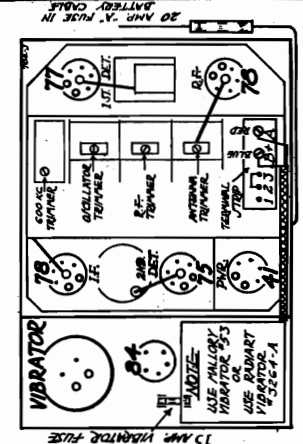 20 AMP. "A" FUSE IN
BATTERY CABLE
77
1ST. DET.
R.F.
78
600 KC
TRIMMER
OSCILLATOR
TRIMMER
R.F.
TRIMMER
ANTENNA
TRIMMER
TERMINAL
STRIP
RED
BLUE
A
B+
1 2 3
78
I.F.
2ND.
DET.
75
PWR.
41
VIBRATOR
84
NOTE
USE MALLORY
VIBRATOR #53
OR
USE RADIART
VIBRATOR
#3264-A
15 AMP. VIBRATOR FUSE